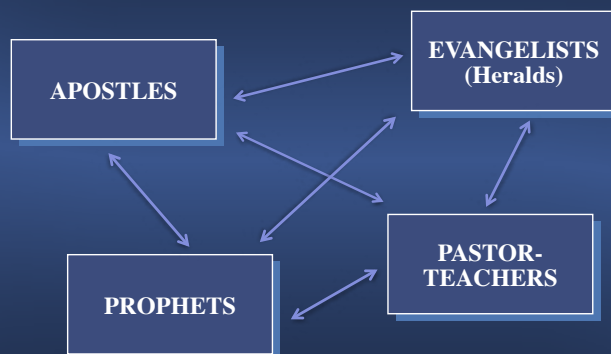 APOSTLES
EVANGELISTS
(Heralds)
PROPHETS
PASTOR-
TEACHERS